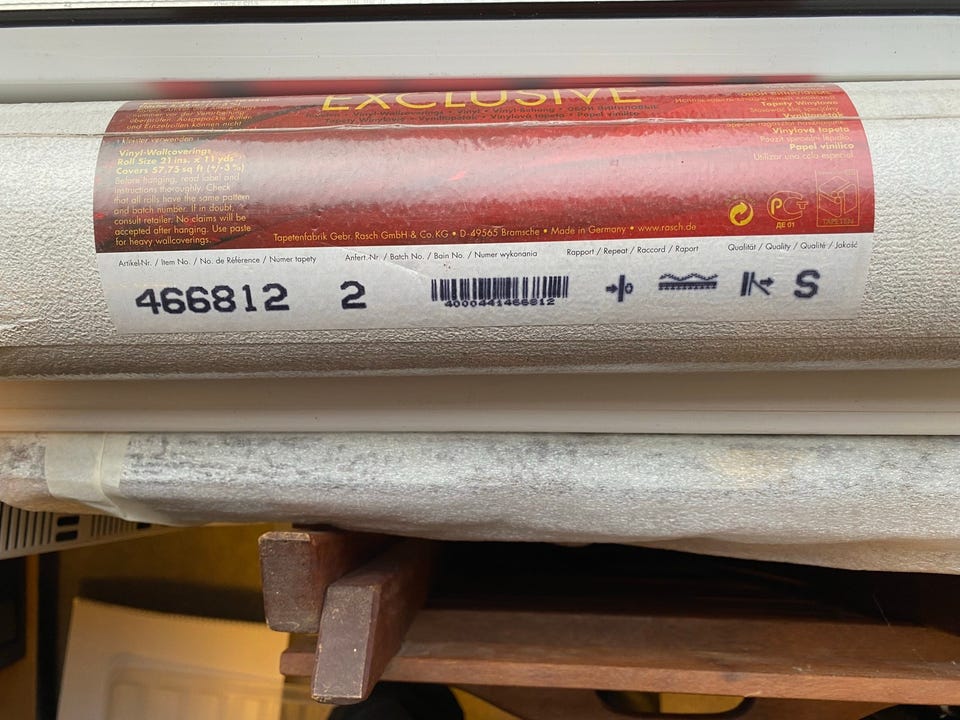 EXCLUSIVE
Vinyl-Wallcoverings
Roll Size 21 ins. x 11 yds
Covers 57.75 sq ft (+/-3%)
Before hanging, read label and
instructions thoroughly. Check
that all rolls have the same pattern
and batch number. If in doubt,
consult retailer. No claims will be
accepted after hanging. Use paste
for heavy wallcoverings.
Tapety Winylowe
Vinylová tapeta
Papel vinílico
Utilizar una cola especial
ДЕ 01
TAPETEN
Tapetenfabrik Gebr. Rasch GmbH & Co.KG • D-49565 Bramsche • Made in Germany • www.rasch.de
Artikel-Nr. / Item No. / No. de Référence / Numer tapety
Anfert.-Nr. / Batch No. / Bain No. / Numer wykonania
Rapport / Repeat / Raccord / Raport
Qualität / Quality / Qualité / Jakość
466812
2
4000441466812
S